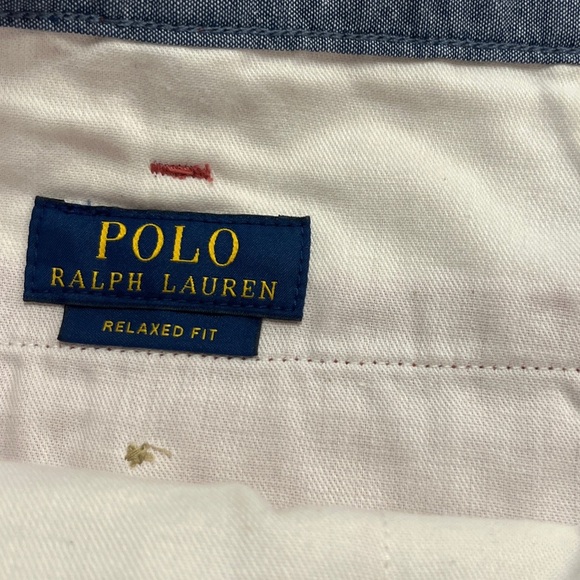 POLO
RALPH LAUREN
RELAXED FIT